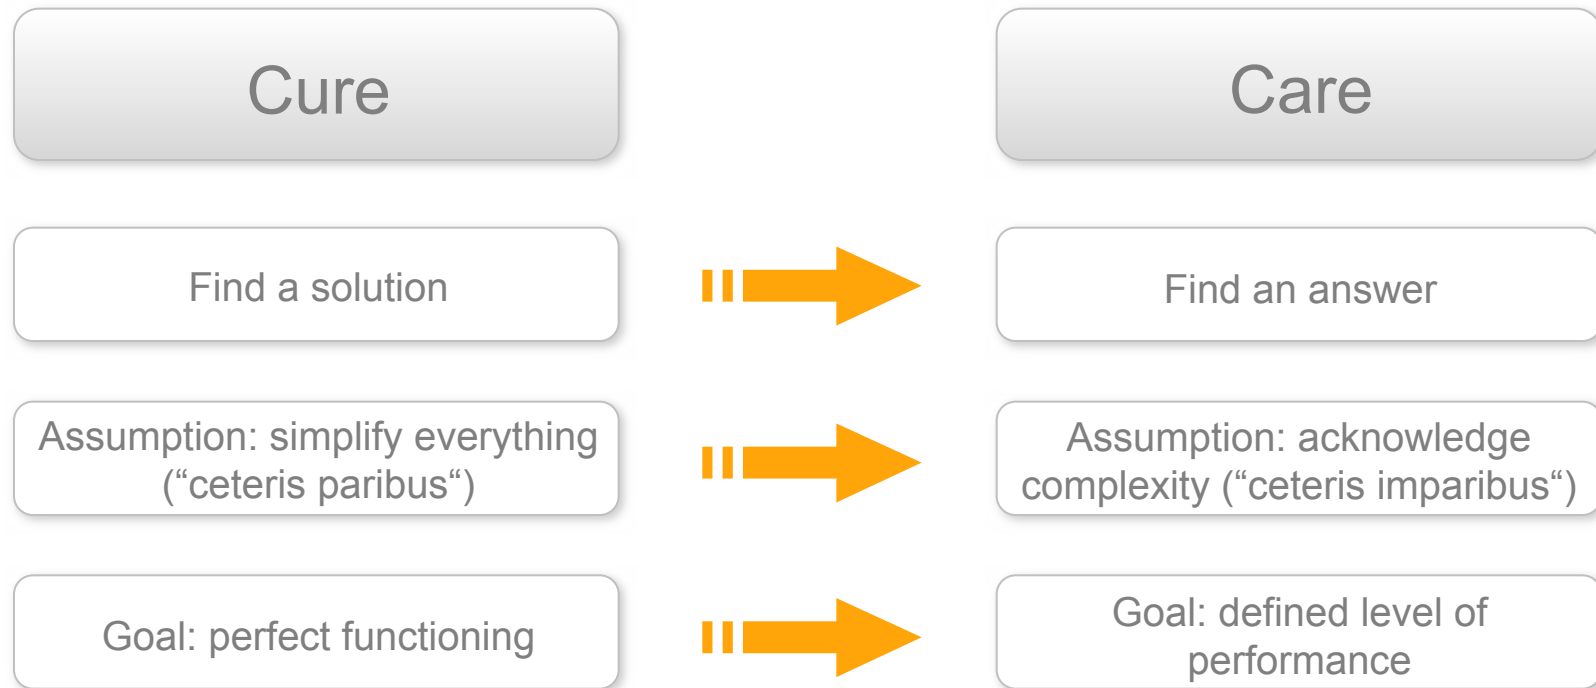 Cure
Care
Find a solution
Find an answer
Assumption: simplify everything
(“ceteris paribus“)
Assumption: acknowledge
complexity (“ceteris imparibus“)
Goal: perfect functioning
Goal: defined level of
performance